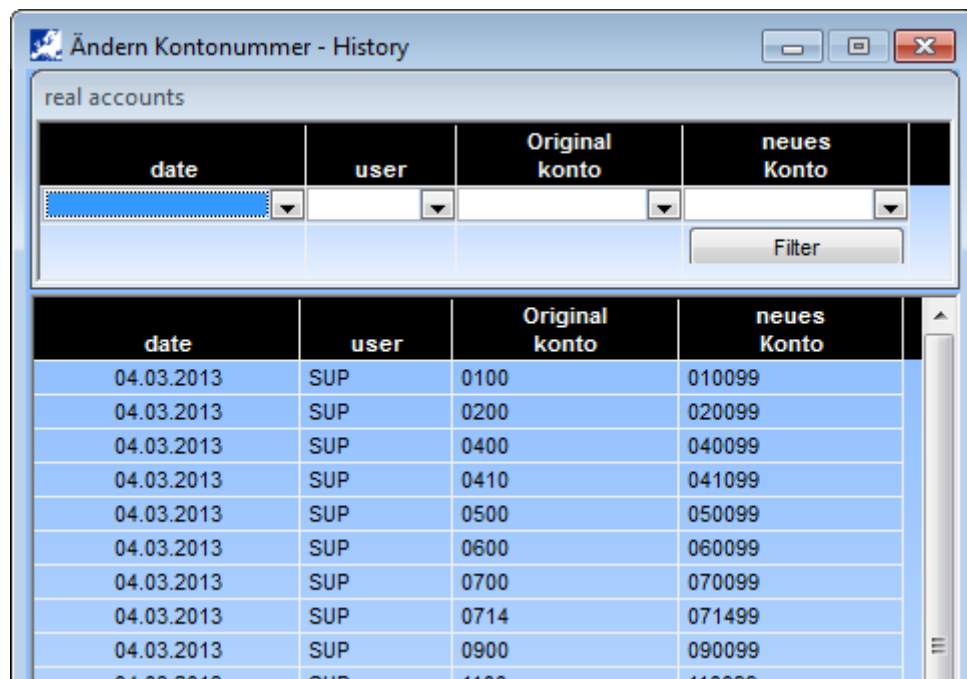 Ändern Kontonummer - History
real accounts
date user Original konto neues Konto
Filter
date user Original konto neues Konto
04.03.2013 SUP 0100 010099
04.03.2013 SUP 0200 020099
04.03.2013 SUP 0400 040099
04.03.2013 SUP 0410 041099
04.03.2013 SUP 0500 050099
04.03.2013 SUP 0600 060099
04.03.2013 SUP 0700 070099
04.03.2013 SUP 0714 071499
04.03.2013 SUP 0900 090099